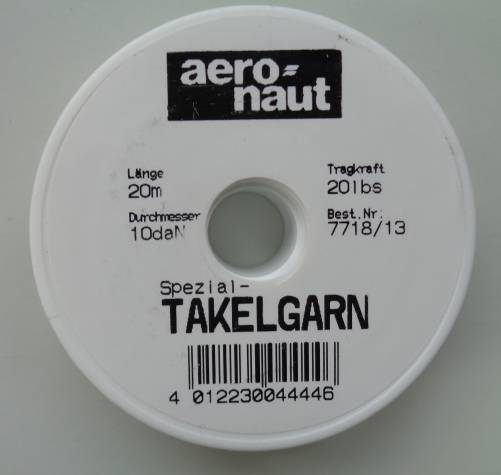 aero-
naut
Länge
20m
Tragkraft
20lbs
Durchmesser
10daN
Best.Nr:
7718/13
Spezial-
TAKELGARN
4 012230044446